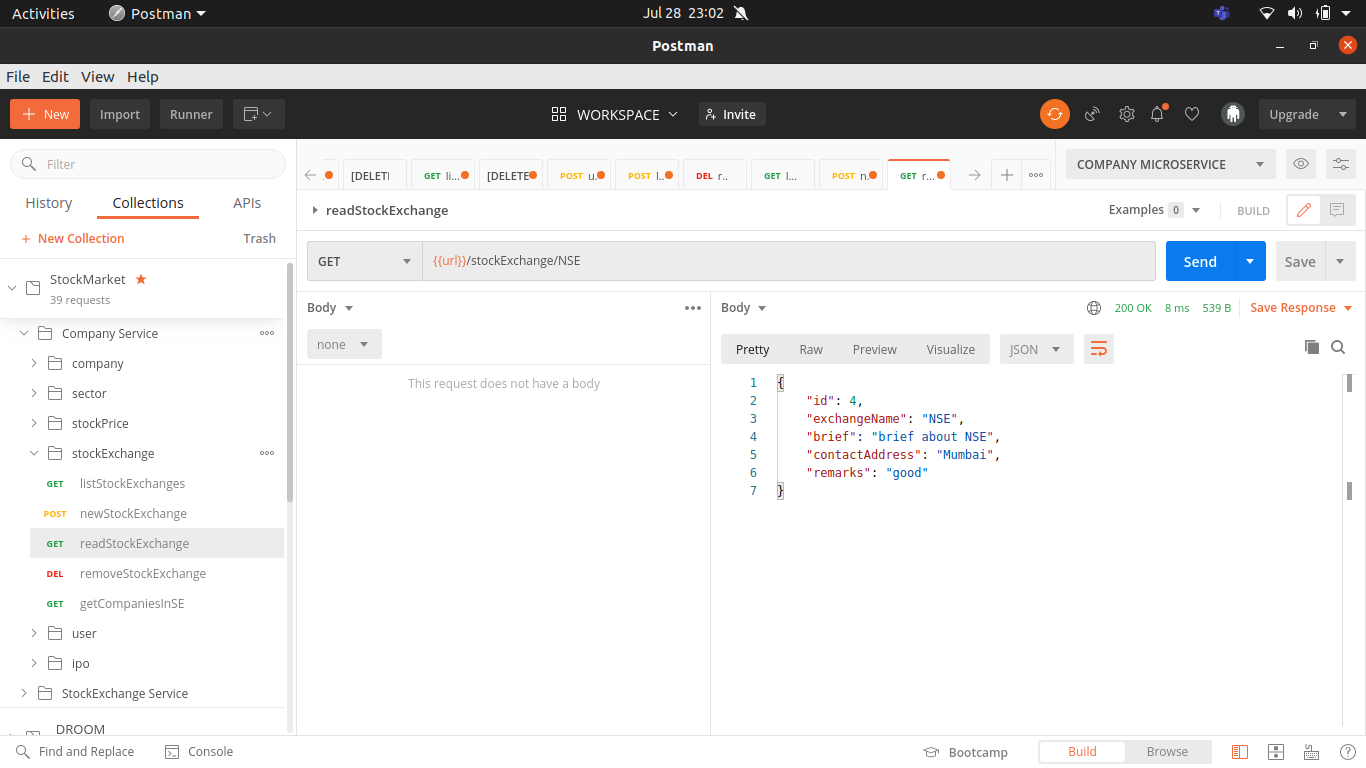 Activities Postman Jul 28 23:02
Postman
File Edit View Help
New Import Runner WORKSPACE Invite Upgrade
Filter
History Collections APIs
+ New Collection Trash
StockMarket
39 requests
Company Service
company
sector
stockPrice
stockExchange
GET listStockExchanges
POST newStockExchange
GET readStockExchange
DEL removeStockExchange
GET getCompaniesInSE
user
ipo
StockExchange Service
DROOM
[DELETE GET li... [DELETE POST u. POST l.. DEL r... GET l... POST n. GET r...
COMPANY MICROSERVICE
readStockExchange Examples 0 BUILD
GET {{url}}/stockExchange/NSE Send Save
Body
none
This request does not have a body
Body 200 OK 8 ms 539 B Save Response
Pretty Raw Preview Visualize JSON
1 {
2 "id": 4,
3 "exchangeName": "NSE",
4 "brief": "brief about NSE",
5 "contactAddress": "Mumbai",
6 "remarks": "good"
7 }
Find and Replace Console Bootcamp Build Browse